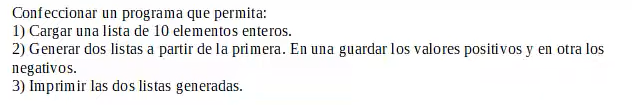 Confeccionar un programa que permita:
1) Cargar una lista de 10 elementos enteros.
2) Generar dos listas a partir de la primera. En una guardar los valores positivos y en otra los
negativos.
3) Imprimir las dos listas generadas.